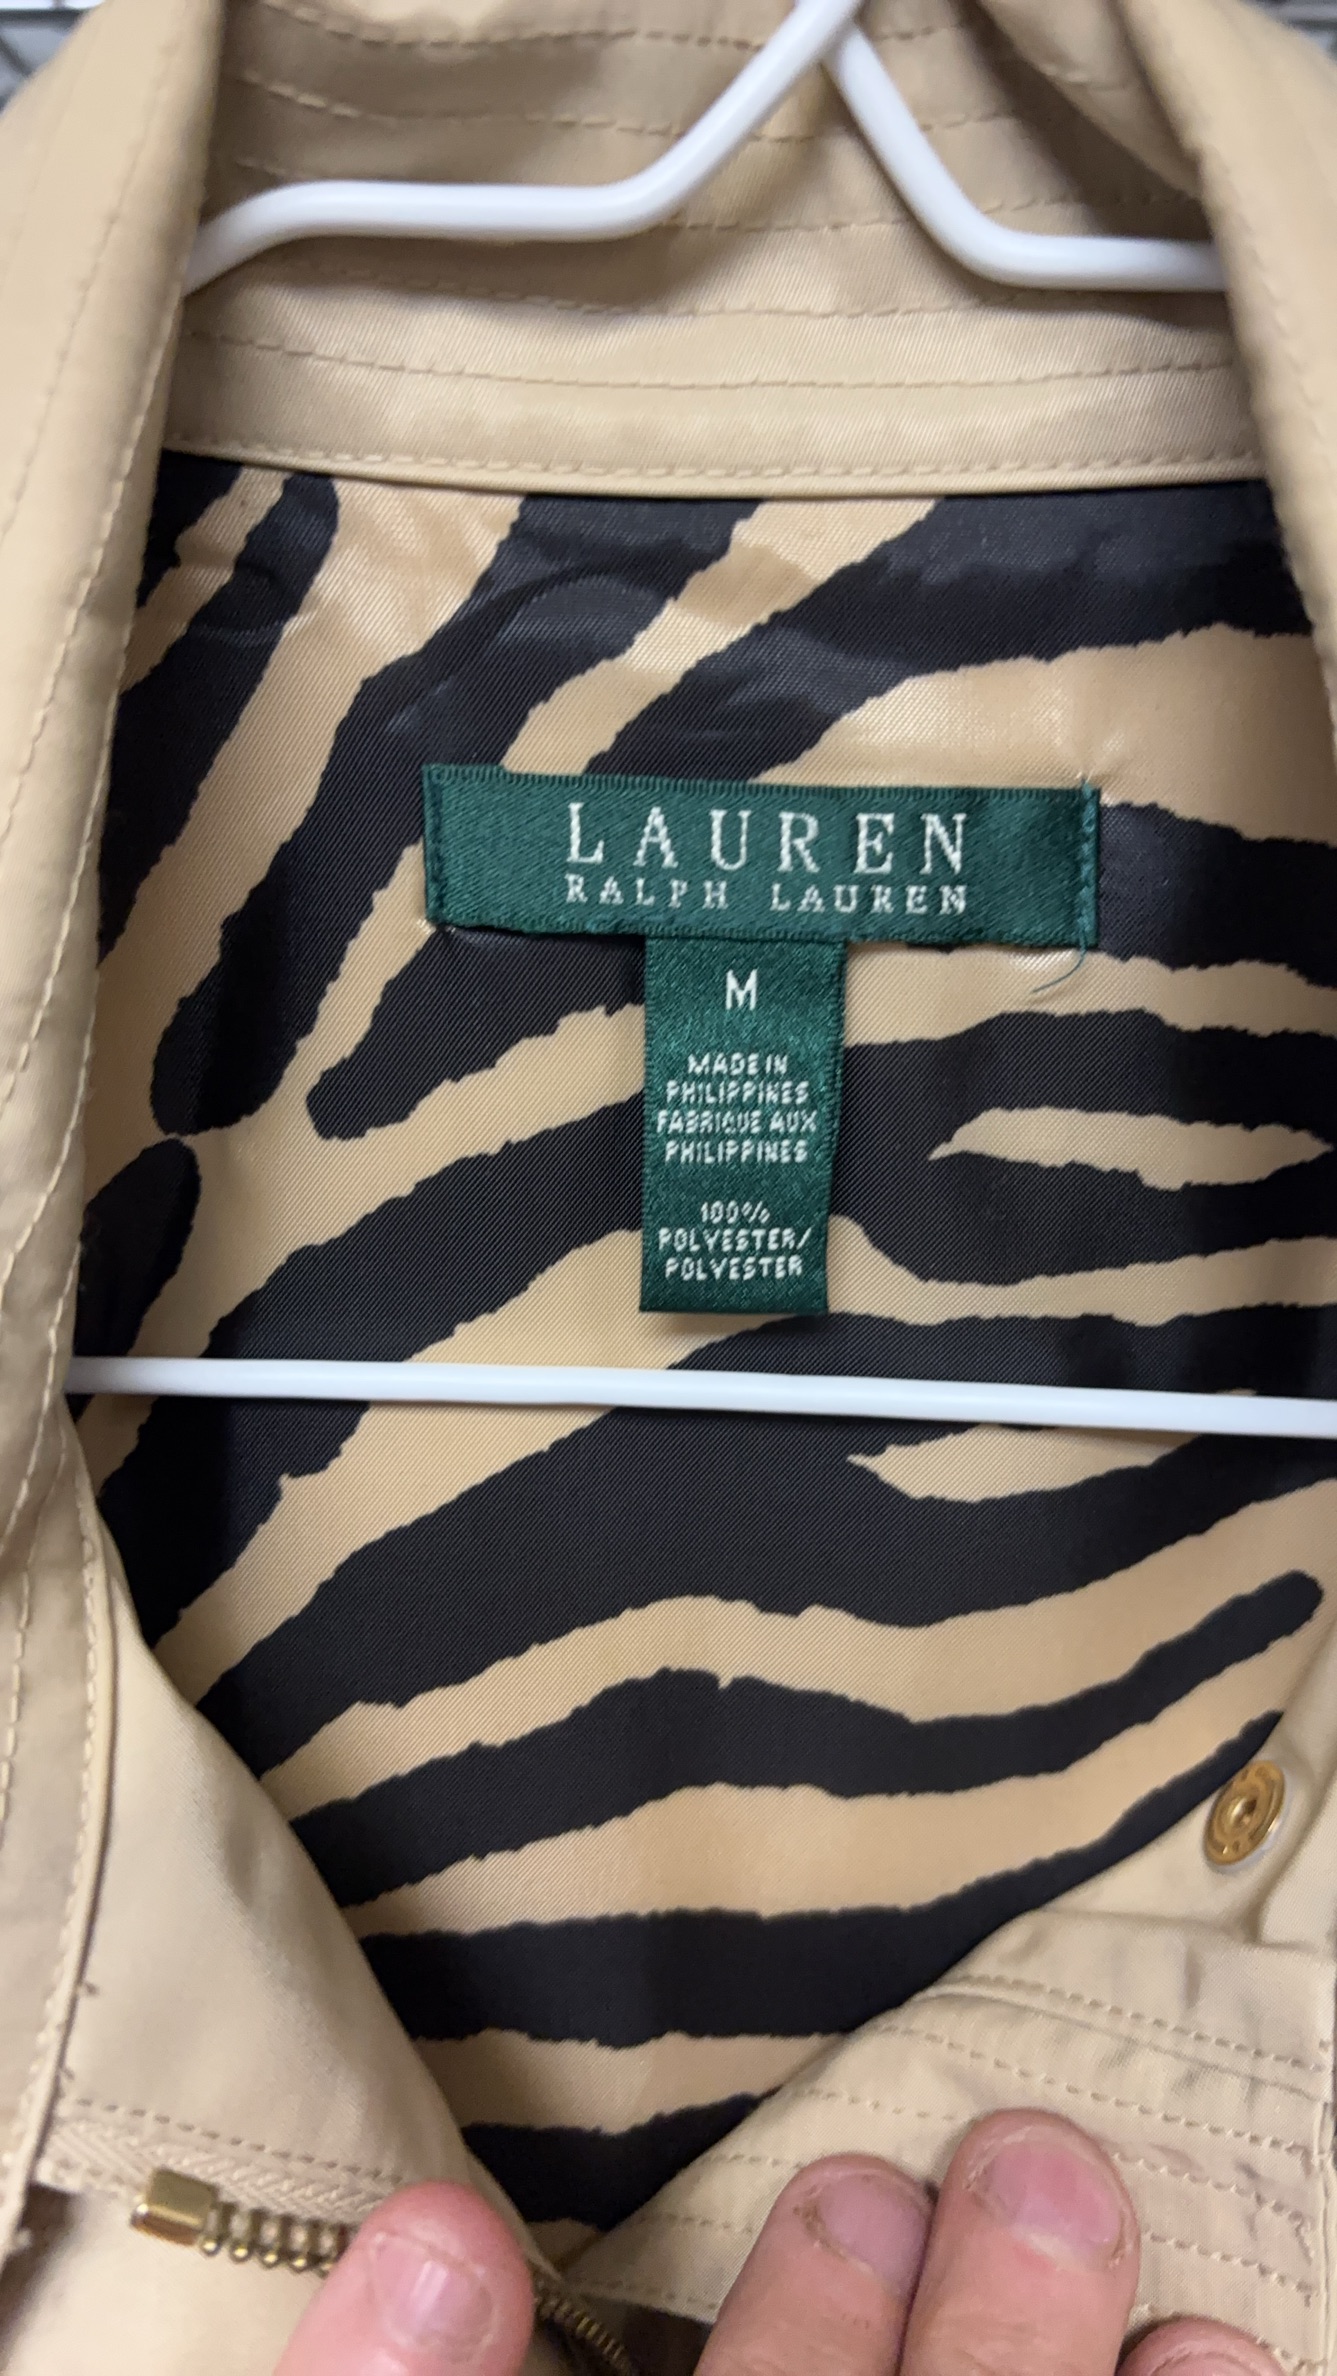 LAUREN
RALPH LAUREN
M
MADE IN
PHILIPPINES
FABRIQUE AUX
PHILIPPINES
100%
POLYESTER/
POLYESTER